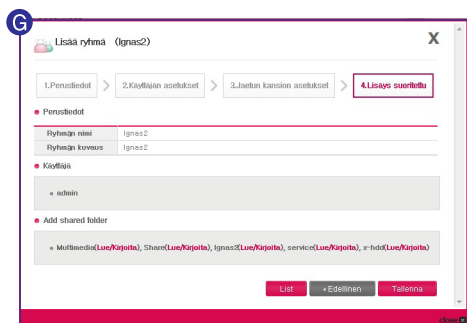 G
Lisää ryhmä (Ignas2)
X
1.Perustiedot > 2.Käyttäjän asetukset > 3.Jaetun kansion asetukset > 4.Lisäys suoritettu
Perustiedot
Ryhmän nimi Ignas2
Ryhmän kuvaus Ignas2
Käyttäjä
admin
Add shared folder
Multimedia(Lue/Kirjoita), Share(Lue/Kirjoita), Ignas2(Lue/Kirjoita), service(Lue/Kirjoita), x-hdd(Lue/Kirjoita)
List Edellinen Tallenna
close X